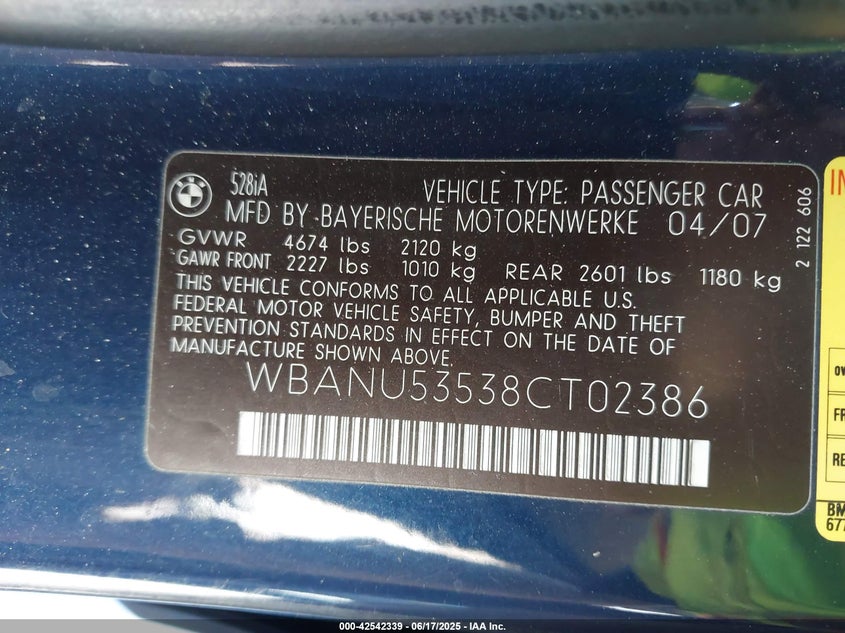 528iA
VEHICLE TYPE: PASSENGER CAR
MFD BY BAYERISCHE MOTORENWERKE 04/07
GVWR 4674 lbs 2120 kg
GAWR FRONT 2227 lbs 1010 kg REAR 2601 lbs 1180 kg
THIS VEHICLE CONFORMS TO ALL APPLICABLE U.S.
FEDERAL MOTOR VEHICLE SAFETY, BUMPER AND THEFT
PREVENTION STANDARDS IN EFFECT ON THE DATE OF
MANUFACTURE SHOWN ABOVE.
WBANU53538CT02386
2 122 606
000-42542339 - 06/17/2025 - IAA Inc.